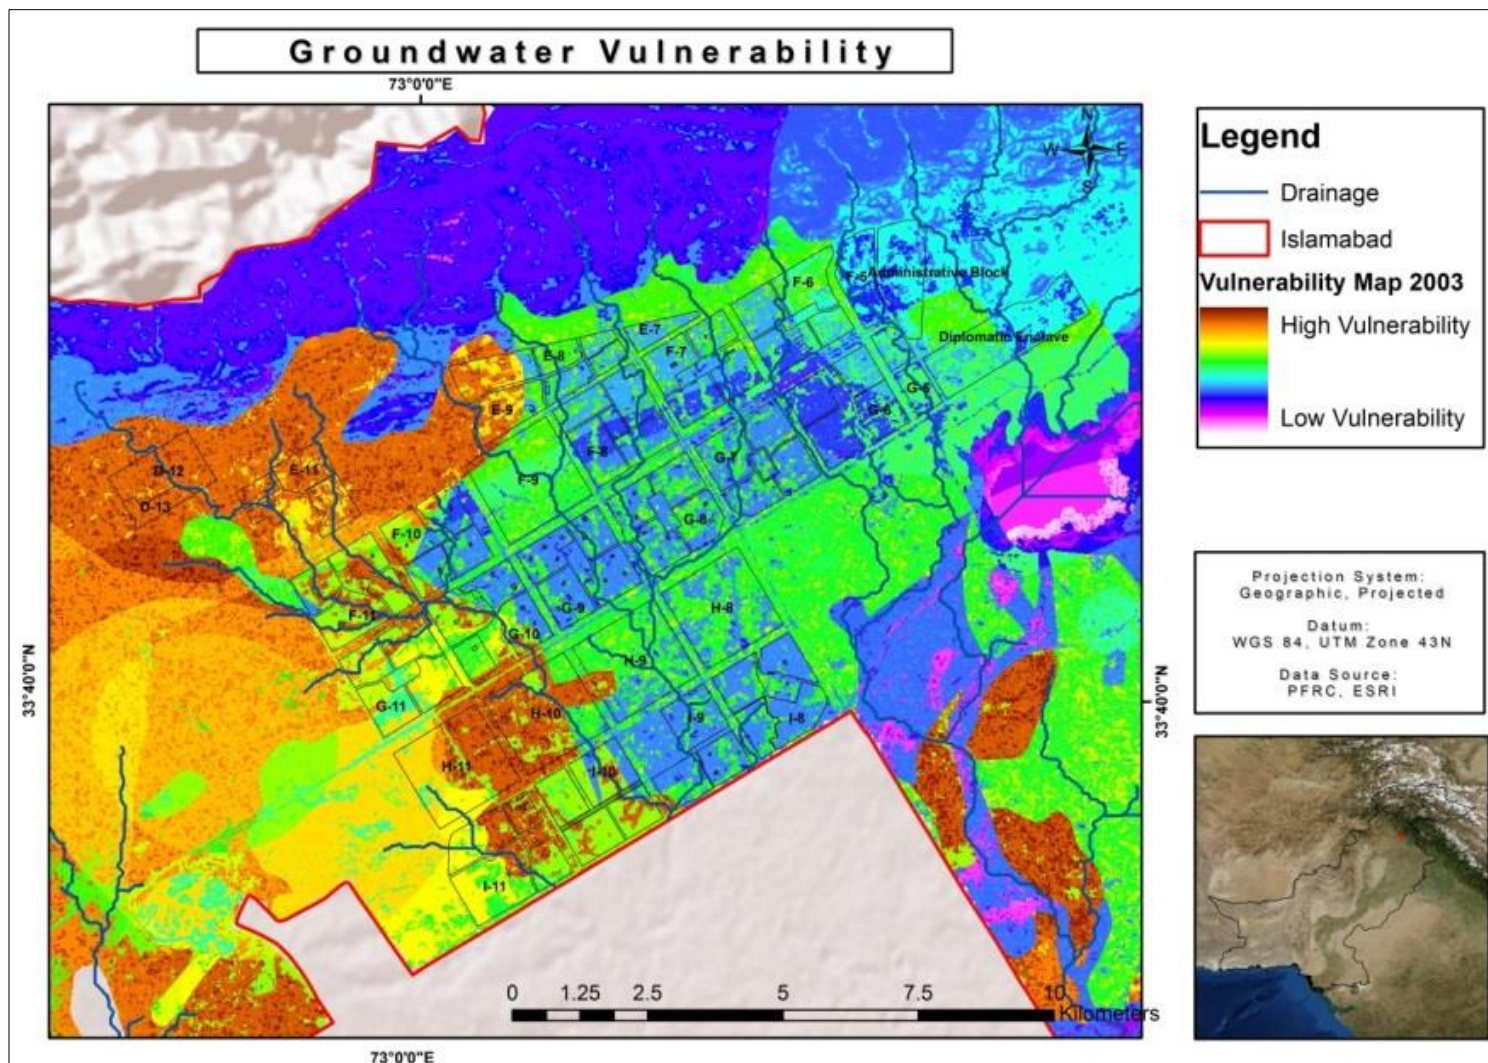 Groundwater Vulnerability
73°0'0"E
N
W E
S
F-6
F-5
Administrative Block
E-7
Diplomatic Enclave
E-8
F-7
G-5
E-9
G-6
F-8
G-7
D-12
E-11
F-9
D-13
G-8
F-10
F-11
G-9
H-8
G-10
33°40'0"N
H-9
G-11
H-10
I-9
I-8
33°40'0"N
H-11
I-10
I-11
0 1.25 2.5 5 7.5 10
Kilometers
73°0'0"E
Legend
Drainage
Islamabad
Vulnerability Map 2003
High Vulnerability
Low Vulnerability
Projection System:
Geographic, Projected
Datum:
WGS 84, UTM Zone 43N
Data Source:
PFRC, ESRI